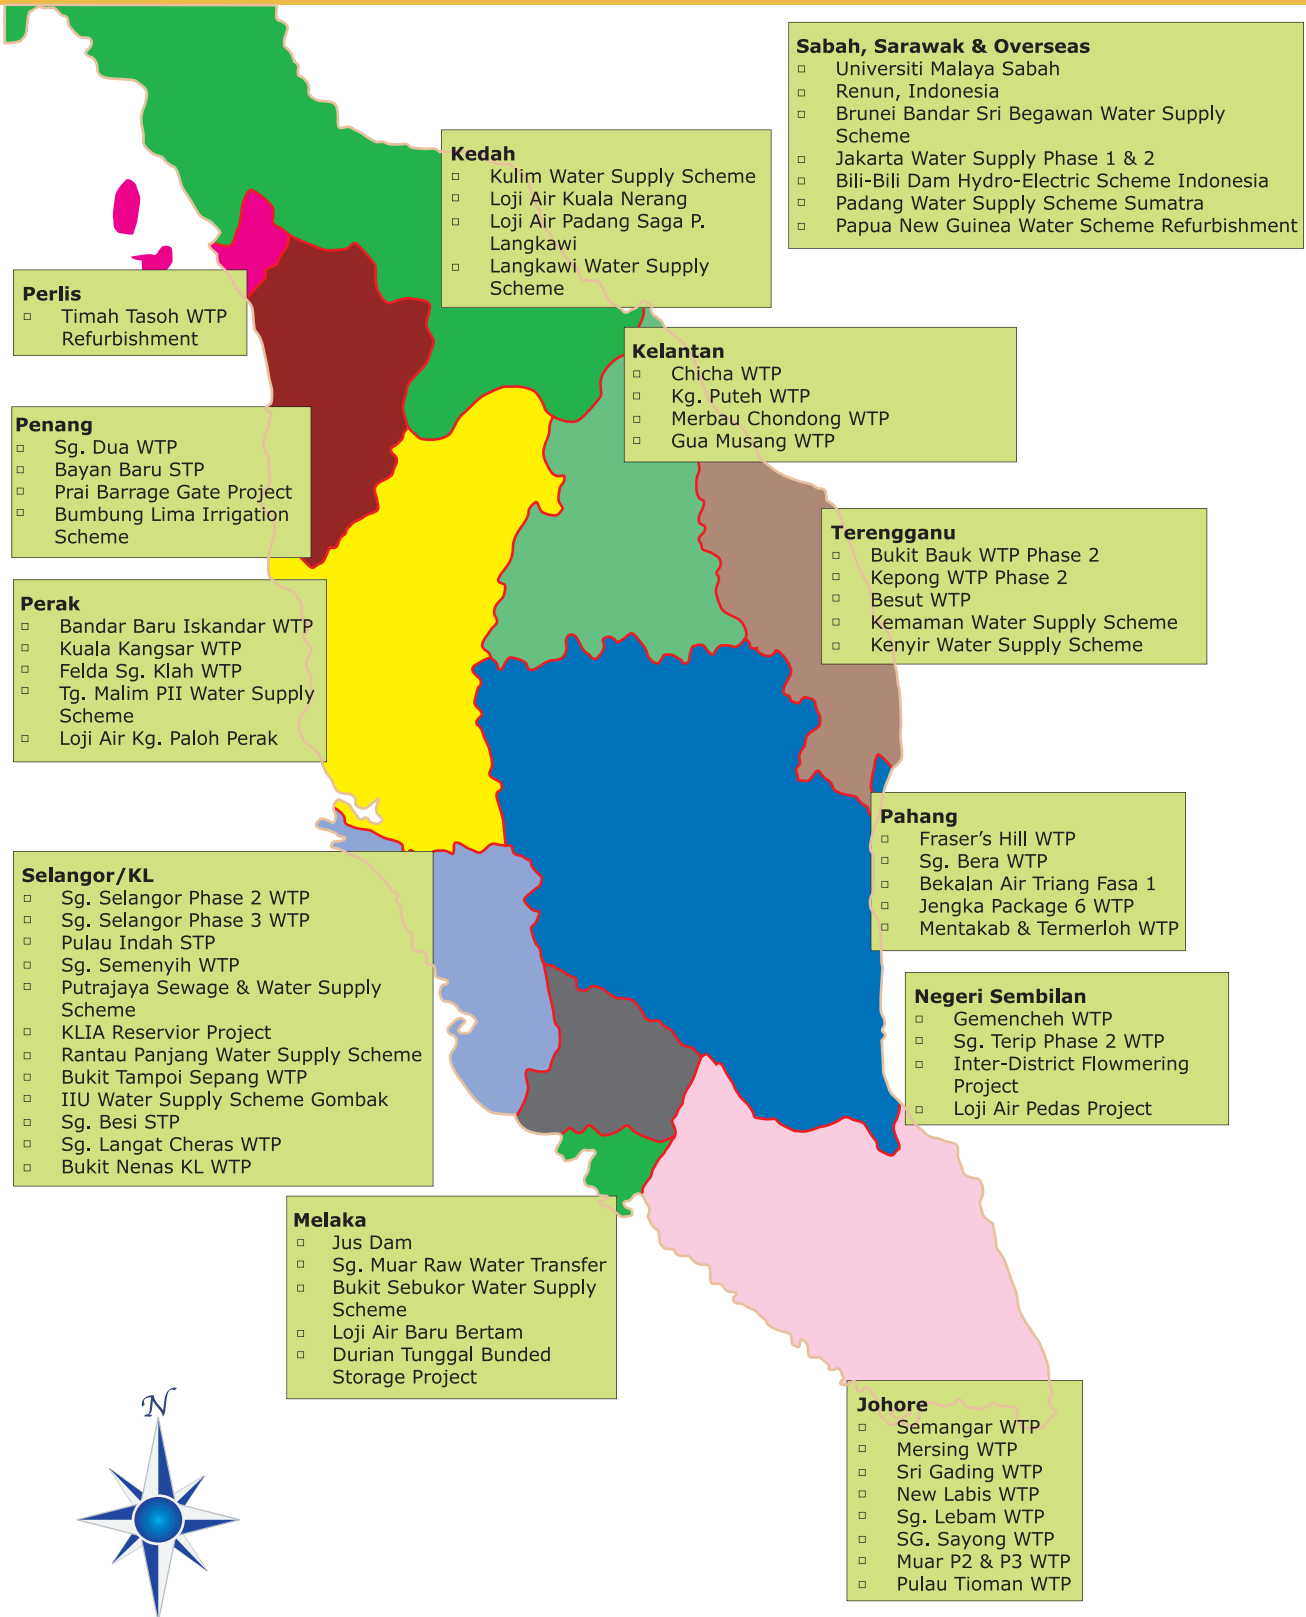 Sabah, Sarawak & Overseas
□ Universiti Malaya Sabah
□ Renun, Indonesia
□ Brunei Bandar Sri Begawan Water Supply
Scheme
□ Jakarta Water Supply Phase 1 & 2
□ Bili-Bili Dam Hydro-Electric Scheme Indonesia
□ Padang Water Supply Scheme Sumatra
□ Papua New Guinea Water Scheme Refurbishment
Kedah
□ Kulim Water Supply Scheme
□ Loji Air Kuala Nerang
□ Loji Air Padang Saga P.
Langkawi
□ Langkawi Water Supply
Scheme
Perlis
□ Timah Tasoh WTP
Refurbishment
Kelantan
□ Chicha WTP
□ Kg. Puteh WTP
□ Merbau Chondong WTP
□ Gua Musang WTP
Penang
□ Sg. Dua WTP
□ Bayan Baru STP
□ Prai Barrage Gate Project
□ Bumbung Lima Irrigation
Scheme
Terengganu
□ Bukit Bauk WTP Phase 2
□ Kepong WTP Phase 2
□ Besut WTP
□ Kemaman Water Supply Scheme
□ Kenyir Water Supply Scheme
Perak
□ Bandar Baru Iskandar WTP
□ Kuala Kangsar WTP
□ Felda Sg. Klah WTP
□ Tg. Malim PII Water Supply
Scheme
□ Loji Air Kg. Paloh Perak
Pahang
□ Fraser’s Hill WTP
□ Sg. Bera WTP
□ Bekalan Air Triang Fasa 1
□ Jengka Package 6 WTP
□ Mentakab & Termerloh WTP
Selangor/KL
□ Sg. Selangor Phase 2 WTP
□ Sg. Selangor Phase 3 WTP
□ Pulau Indah STP
□ Sg. Semenyih WTP
□ Putrajaya Sewage & Water Supply
Scheme
□ KLIA Reservior Project
□ Rantau Panjang Water Supply Scheme
□ Bukit Tampoi Sepang WTP
□ IIU Water Supply Scheme Gombak
□ Sg. Besi STP
□ Sg. Langat Cheras WTP
□ Bukit Nenas KL WTP
Negeri Sembilan
□ Gemencheh WTP
□ Sg. Terip Phase 2 WTP
□ Inter-District Flowmering
Project
□ Loji Air Pedas Project
Melaka
□ Jus Dam
□ Sg. Muar Raw Water Transfer
□ Bukit Sebukor Water Supply
Scheme
□ Loji Air Baru Bertam
□ Durian Tunggal Bunded
Storage Project
N
Johore
□ Semangar WTP
□ Mersing WTP
□ Sri Gading WTP
□ New Labis WTP
□ Sg. Lebam WTP
□ SG. Sayong WTP
□ Muar P2 & P3 WTP
□ Pulau Tioman WTP